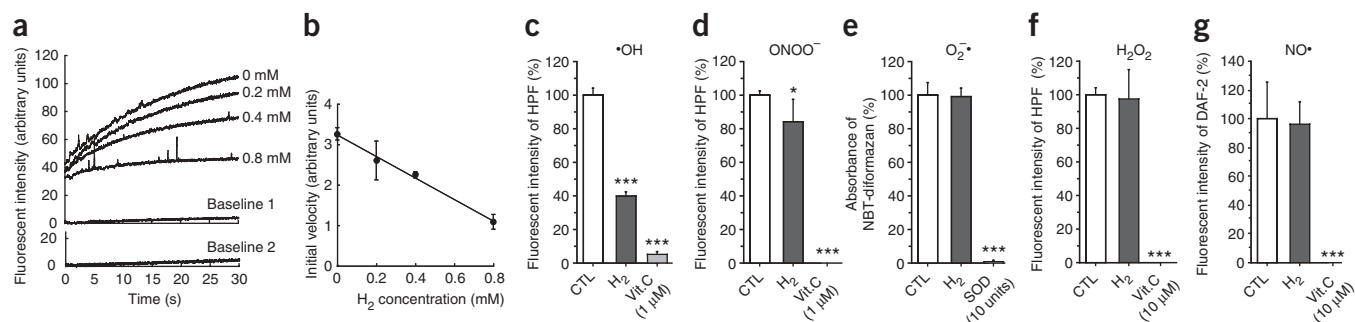 a
Fluorescent intensity (arbitrary units)
120
100
80
60
40
20
0
20
0
0 mM
0.2 mM
0.4 mM
0.8 mM
Baseline 1
Baseline 2
0 5 10 15 20 25 30
Time (s)
b
Initial velocity (arbitrary units)
4
3
2
1
0
0 0.2 0.4 0.6 0.8
H₂ concentration (mM)
c
•OH
Fluorescent intensity of HPF (%)
120
100
80
60
40
20
0
***
***
CTL
H₂
Vit.C
(1 µM)
d
ONOO⁻
Fluorescent intensity of HPF (%)
120
100
80
60
40
20
0
*
***
CTL
H₂
Vit.C
(1 µM)
e
O₂⁻•
Absorbance of
NBT-diformazan (%)
120
100
80
60
40
20
0
***
CTL
H₂
SOD
(10 units)
f
H₂O₂
Fluorescent intensity of HPF (%)
120
100
80
60
40
20
0
***
CTL
H₂
Vit.C
(10 µM)
g
NO•
Fluorescent intensity of DAF-2 (%)
140
120
100
80
60
40
20
0
***
CTL
H₂
Vit.C
(10 µM)